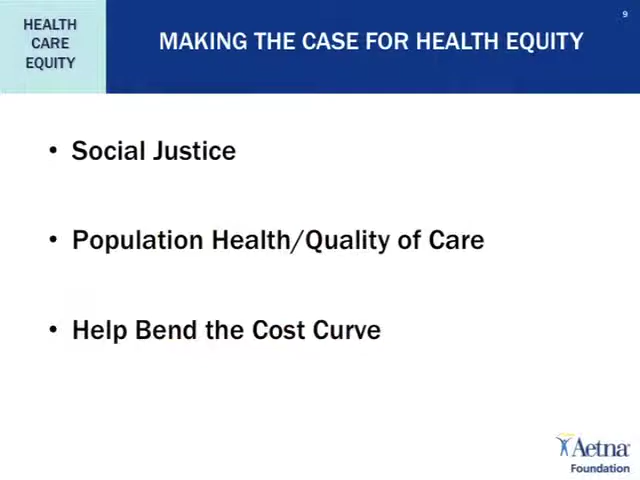 HEALTH
CARE
EQUITY
MAKING THE CASE FOR HEALTH EQUITY
9
• Social Justice
• Population Health/Quality of Care
• Help Bend the Cost Curve
Aetna
Foundation